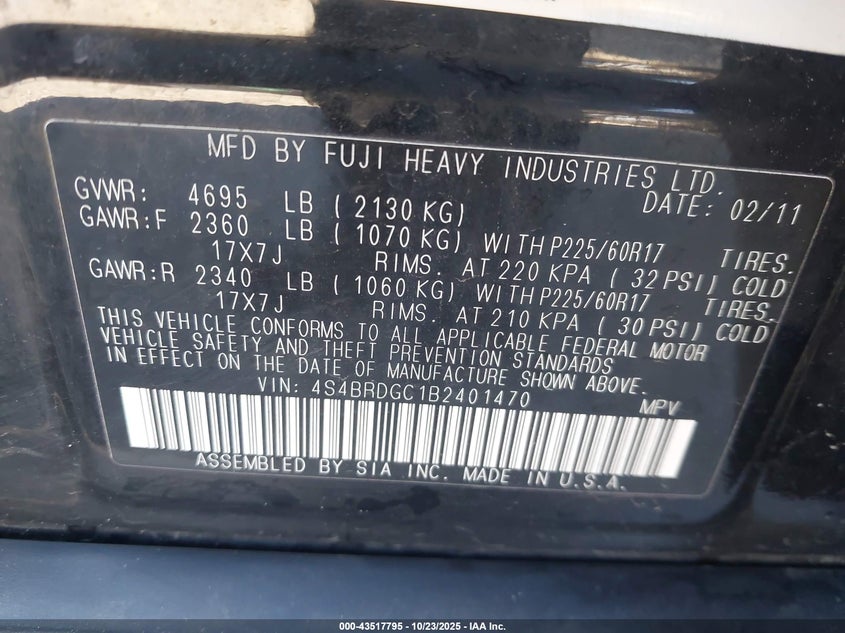 MFD BY FUJI HEAVY INDUSTRIES LTD.
GVWR: 4695 LB (2130 KG) DATE: 02/11
GAWR:F 2360 LB (1070 KG) WITH P225/60R17 TIRES.
17X7J RIMS. AT 220 KPA (32 PSI) COLD
GAWR:R 2340 LB (1060 KG) WITH P225/60R17 TIRES.
17X7J RIMS. AT 210 KPA (30 PSI) COLD
THIS VEHICLE CONFORMS TO ALL APPLICABLE FEDERAL MOTOR
VEHICLE SAFETY AND THEFT PREVENTION STANDARDS
IN EFFECT ON THE DATE OF MANUFACTURE SHOWN ABOVE.
VIN: 4S4BRDGC1B2401470 MPV
ASSEMBLED BY SIA INC. MADE IN U.S.A.
000-43517795 - 10/23/2025 - IAA Inc.